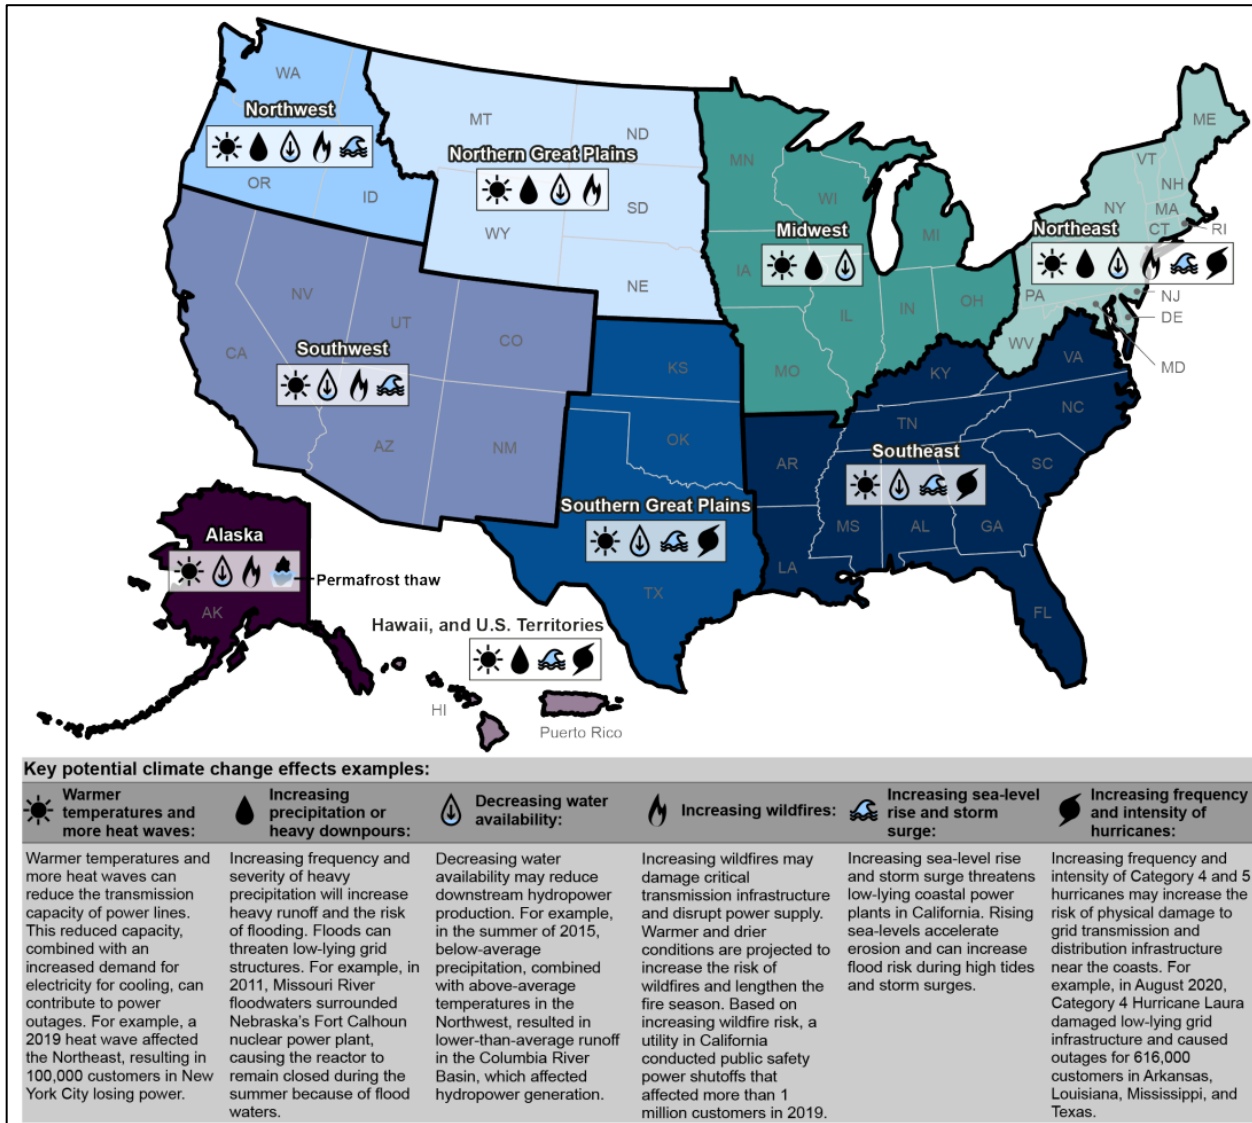 WA
Northwest
OR
ID
MT
ND
Northern Great Plains
SD
WY
NE
MN
WI
MI
Midwest
IA
IL
IN
OH
MO
ME
VT
NH
NY
MA
CT
RI
Northeast
PA
NJ
DE
WV
MD
NV
UT
CO
CA
Southwest
AZ
NM
KS
OK
Southern Great Plains
TX
KY
VA
TN
NC
AR
Southeast
SC
MS
AL
GA
LA
FL
Alaska
Permafrost thaw
AK
Hawaii, and U.S. Territories
HI
Puerto Rico
Key potential climate change effects examples:
Warmer
temperatures and
more heat waves:
Warmer temperatures and
more heat waves can
reduce the transmission
capacity of power lines.
This reduced capacity,
combined with an
increased demand for
electricity for cooling, can
contribute to power
outages. For example, a
2019 heat wave affected
the Northeast, resulting in
100,000 customers in New
York City losing power.
Increasing
precipitation or
heavy downpours:
Increasing frequency and
severity of heavy
precipitation will increase
heavy runoff and the risk
of flooding. Floods can
threaten low-lying grid
structures. For example, in
2011, Missouri River
floodwaters surrounded
Nebraska's Fort Calhoun
nuclear power plant,
causing the reactor to
remain closed during the
summer because of flood
waters.
Decreasing water
availability:
Decreasing water
availability may reduce
downstream hydropower
production. For example,
in the summer of 2015,
below-average
precipitation, combined
with above-average
temperatures in the
Northwest, resulted in
lower-than-average runoff
in the Columbia River
Basin, which affected
hydropower generation.
Increasing wildfires:
Increasing wildfires may
damage critical
transmission infrastructure
and disrupt power supply.
Warmer and drier
conditions are projected to
increase the risk of
wildfires and lengthen the
fire season. Based on
increasing wildfire risk, a
utility in California
conducted public safety
power shutoffs that
affected more than 1
million customers in 2019.
Increasing sea-level
rise and storm
surge:
Increasing sea-level rise
and storm surge threatens
low-lying coastal power
plants in California. Rising
sea-levels accelerate
erosion and can increase
flood risk during high tides
and storm surges.
Increasing frequency
and intensity of
hurricanes:
Increasing frequency and
intensity of Category 4 and 5
hurricanes may increase the
risk of physical damage to
grid transmission and
distribution infrastructure
near the coasts. For
example, in August 2020,
Category 4 Hurricane Laura
damaged low-lying grid
infrastructure and caused
outages for 616,000
customers in Arkansas,
Louisiana, Mississippi, and
Texas.